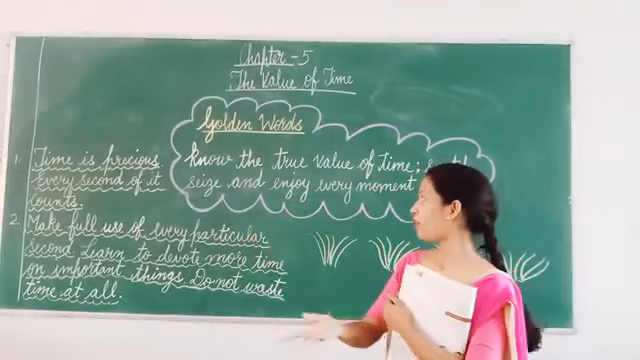 Chapter - 5
The Value of Time
Golden Words
Know the true value of time;
seize and enjoy every moment
1. Time is precious
every second of it
counts.
2. Make full use of every particular
second. Learn to devote more time
on important things. Do not waste
time at all.